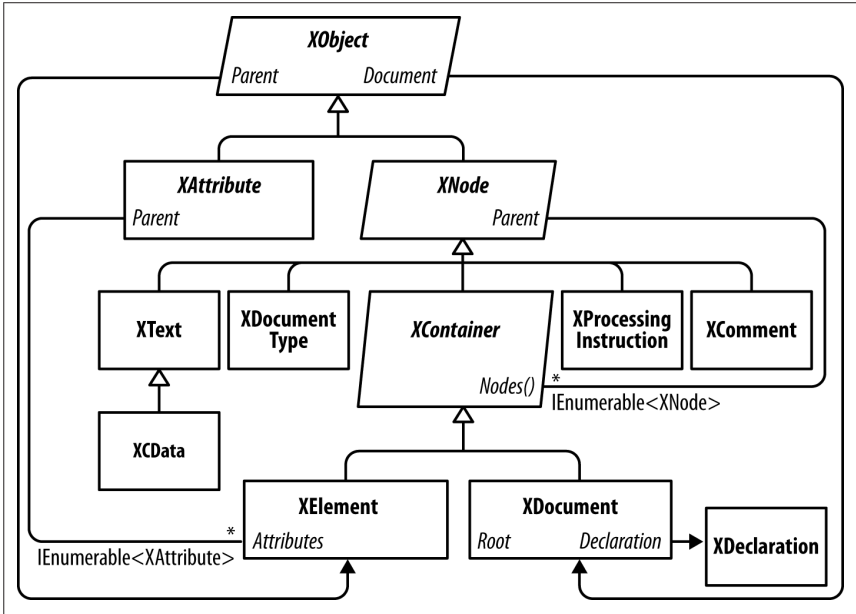 XObject
Parent Document
XAttribute
Parent
XNode
Parent
XText
XDocument
Type
XContainer
Nodes()
XProcessing
Instruction
XComment
*
IEnumerable<XNode>
XCData
XElement
Attributes
*
IEnumerable<XAttribute>
XDocument
Root Declaration
XDeclaration